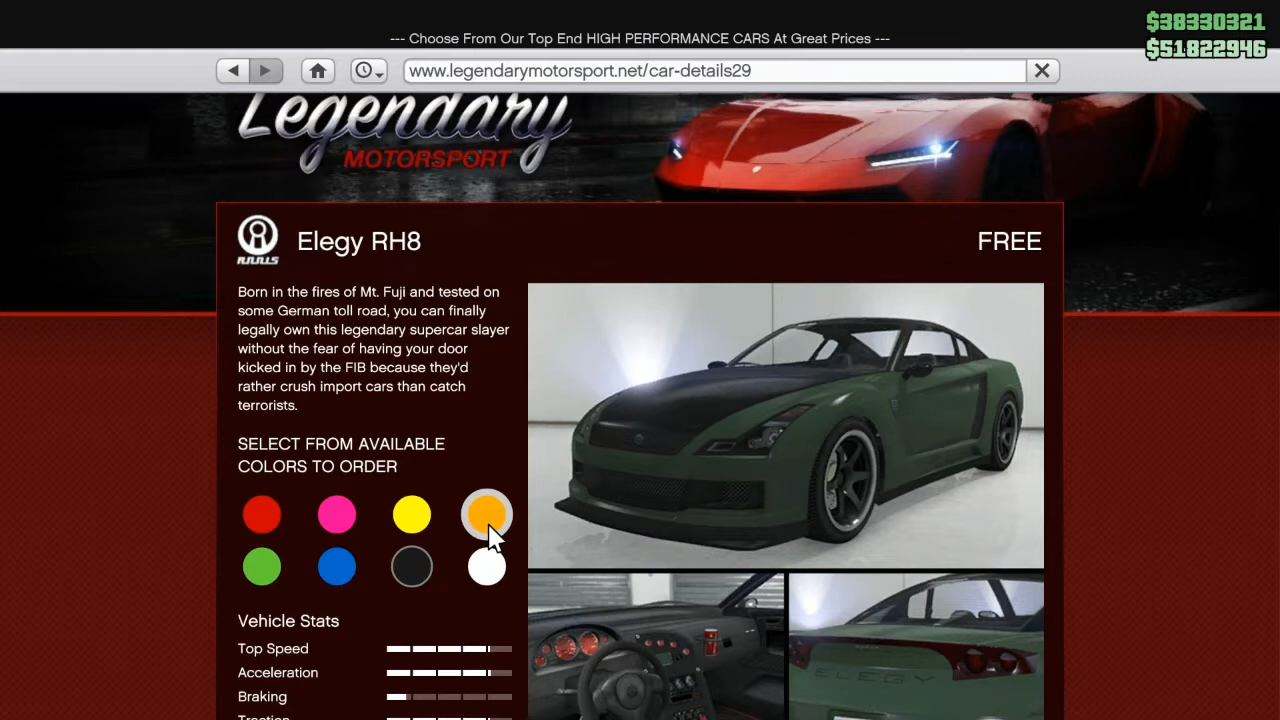 $38330321
--- Choose From Our Top End HIGH PERFORMANCE CARS At Great Prices ---
$51822946
www.legendarymotorsport.net/car-details29
Legendary
MOTORSPORT
Elegy RH8
FREE
Born in the fires of Mt. Fuji and tested on
some German toll road, you can finally
legally own this legendary supercar slayer
without the fear of having your door
kicked in by the FIB because they'd
rather crush import cars than catch
terrorists.
SELECT FROM AVAILABLE
COLORS TO ORDER
Vehicle Stats
Top Speed
Acceleration
Braking
Traction
ELEGY